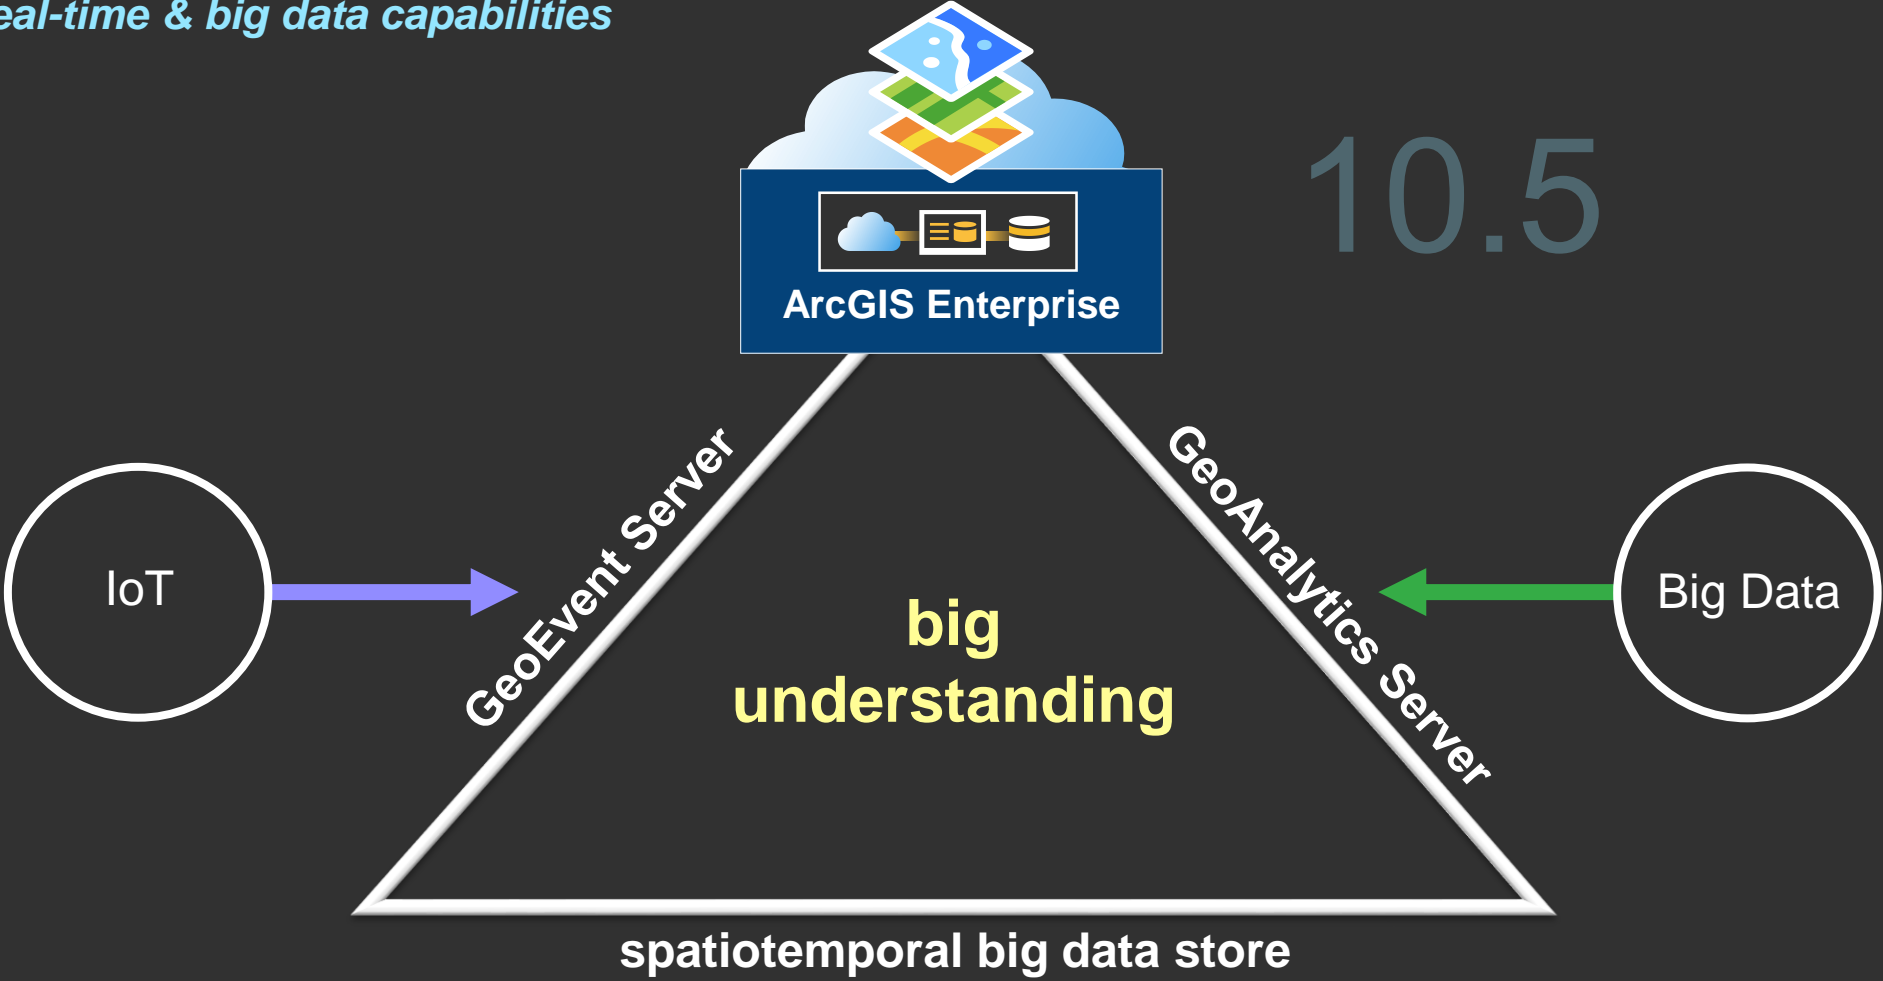 eal-time & big data capabilities
10.5
ArcGIS Enterprise
GeoEvent Server
GeoAnalytics Server
IoT
Big Data
big
understanding
spatiotemporal big data store